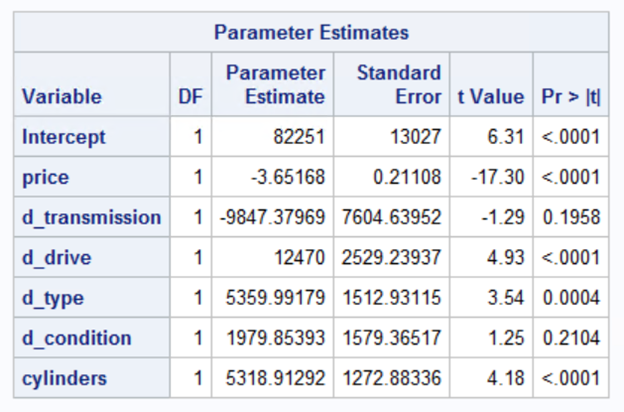 Parameter Estimates
Variable DF Parameter Estimate Standard Error t Value Pr > |t|
Intercept 1 82251 13027 6.31 <.0001
price 1 -3.65168 0.21108 -17.30 <.0001
d_transmission 1 -9847.37969 7604.63952 -1.29 0.1958
d_drive 1 12470 2529.23937 4.93 <.0001
d_type 1 5359.99179 1512.93115 3.54 0.0004
d_condition 1 1979.85393 1579.36517 1.25 0.2104
cylinders 1 5318.91292 1272.88336 4.18 <.0001